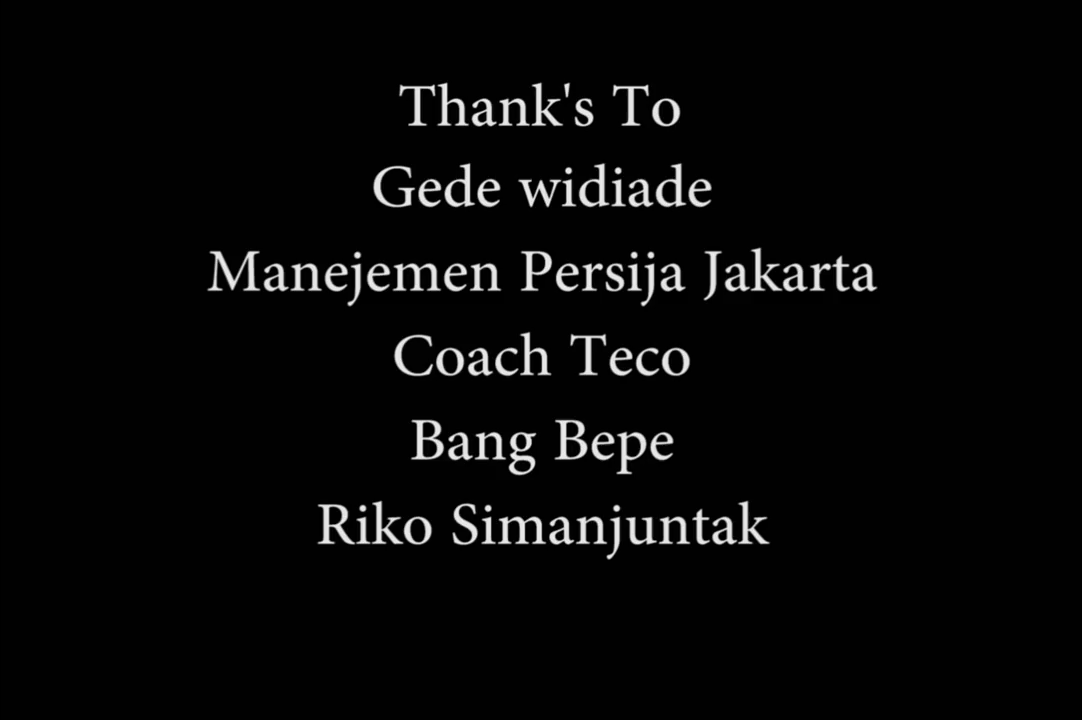 Thank's To
Gede widiade
Manejemen Persija Jakarta
Coach Teco
Bang Bepe
Riko Simanjuntak